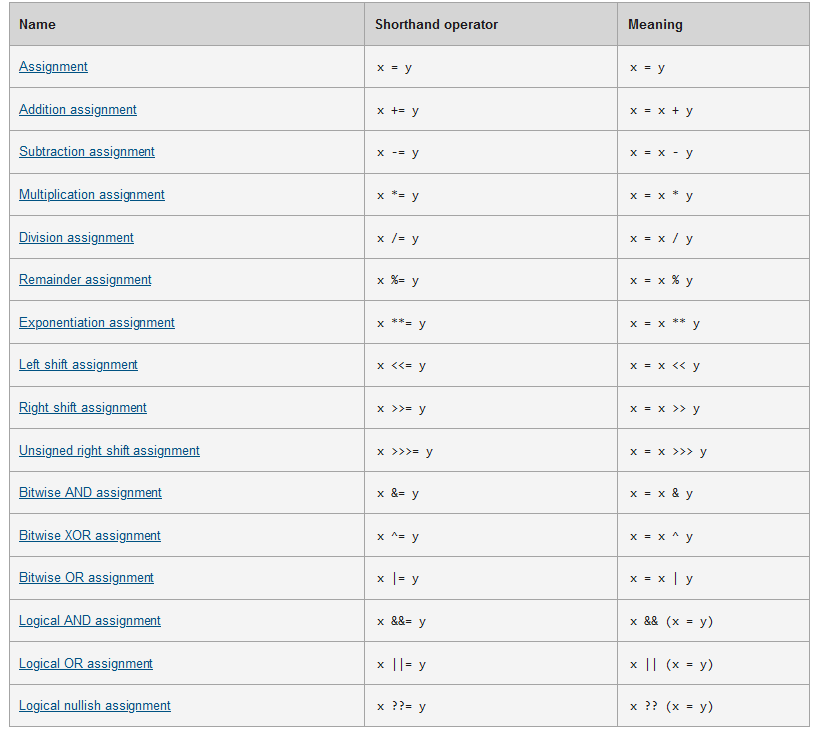 Name Shorthand operator Meaning
Assignment x = y x = y
Addition assignment x += y x = x + y
Subtraction assignment x -= y x = x - y
Multiplication assignment x *= y x = x * y
Division assignment x /= y x = x / y
Remainder assignment x %= y x = x % y
Exponentiation assignment x **= y x = x ** y
Left shift assignment x <<= y x = x << y
Right shift assignment x >>= y x = x >> y
Unsigned right shift assignment x >>>= y x = x >>> y
Bitwise AND assignment x &= y x = x & y
Bitwise XOR assignment x ^= y x = x ^ y
Bitwise OR assignment x |= y x = x | y
Logical AND assignment x &&= y x && (x = y)
Logical OR assignment x ||= y x || (x = y)
Logical nullish assignment x ??= y x ?? (x = y)